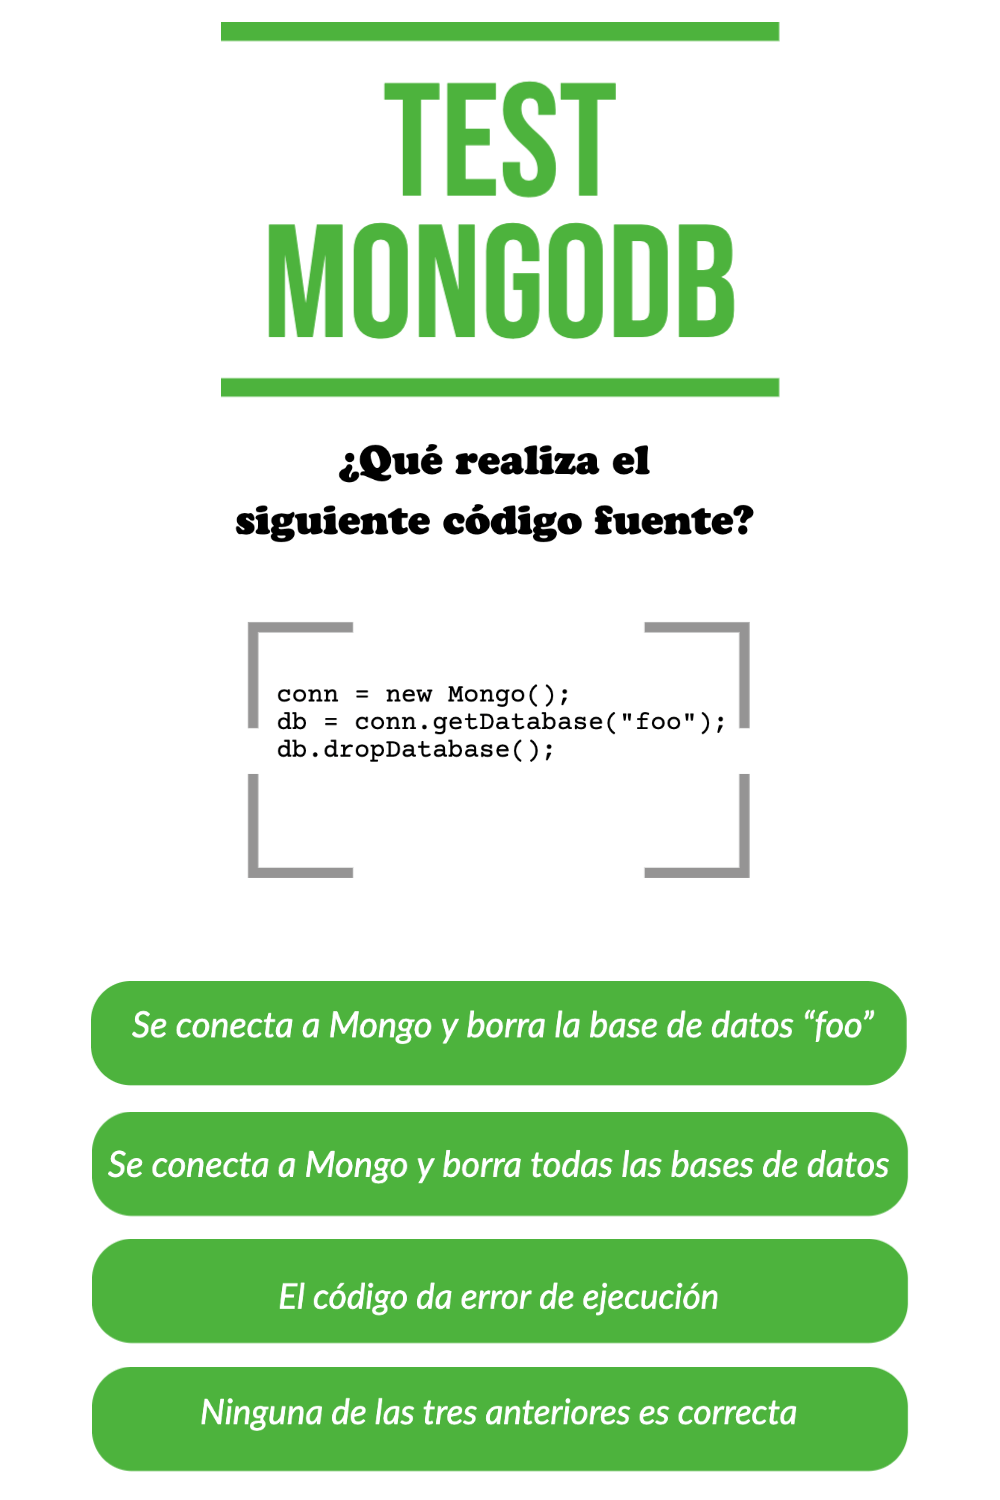 TEST
MONGODB
¿Qué realiza el
siguiente código fuente?
conn = new Mongo();
db = conn.getDatabase("foo");
db.dropDatabase();
Se conecta a Mongo y borra la base de datos “foo”
Se conecta a Mongo y borra todas las bases de datos
El código da error de ejecución
Ninguna de las tres anteriores es correcta